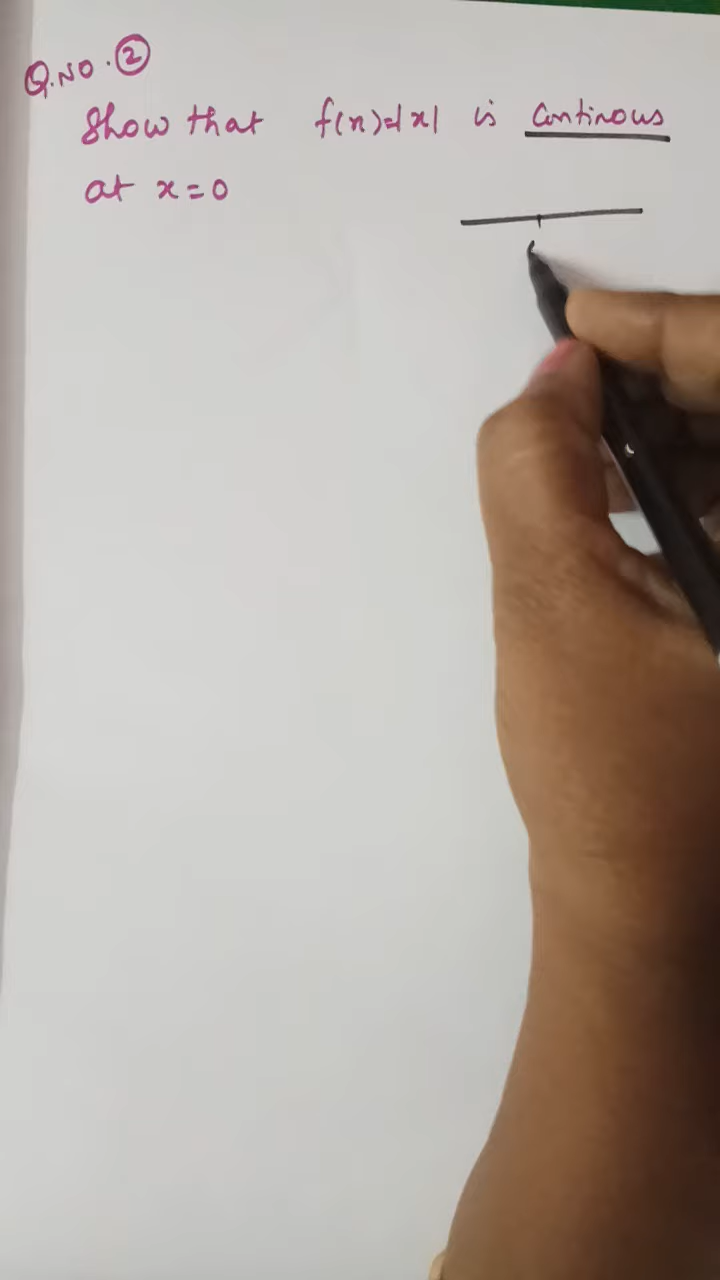 Q.NO. ②
Show that f(x)=|x| is Continous
at x=0